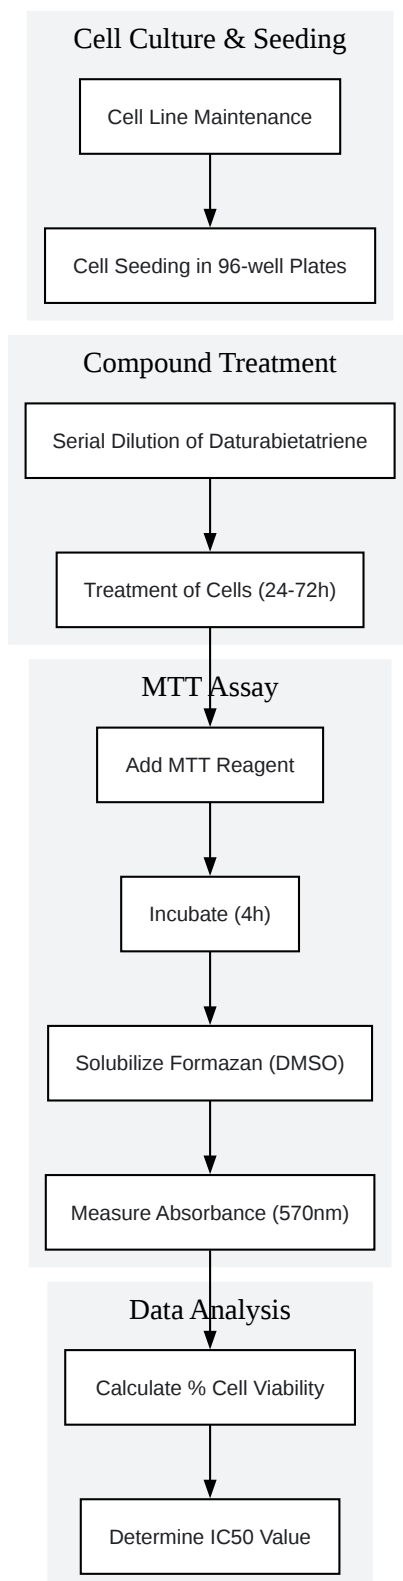 Cell Culture & Seeding
Cell Line Maintenance
Cell Seeding in 96-well Plates
Compound Treatment
Serial Dilution of Daturabietatriene
Treatment of Cells (24-72h)
MTT Assay
Add MTT Reagent
Incubate (4h)
Solubilize Formazan (DMSO)
Measure Absorbance (570nm)
Data Analysis
Calculate % Cell Viability
Determine IC50 Value